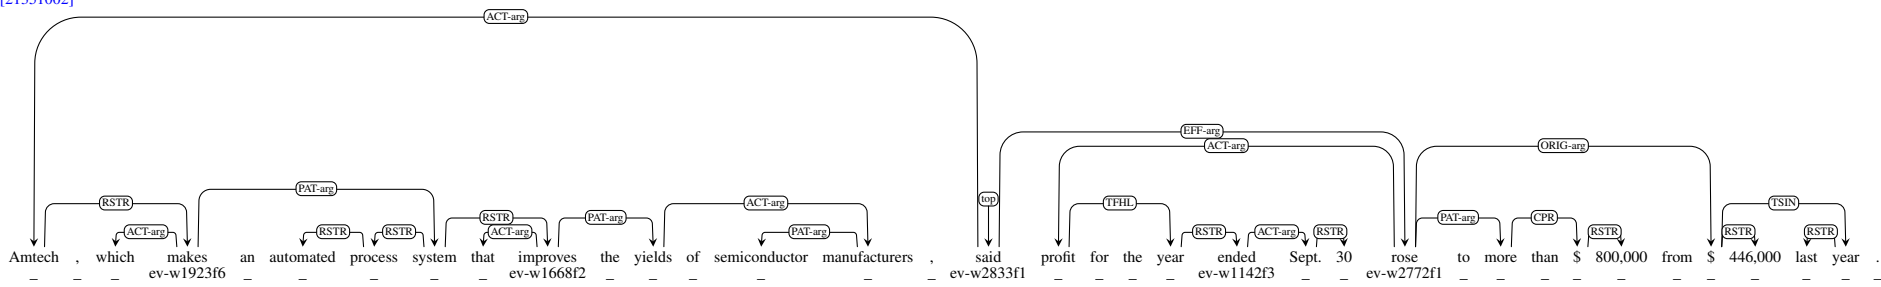 ACT-arg
EFF-arg
ACT-arg ORIG-arg
PAT-arg top
RSTR RSTR PAT-arg ACT-arg TFHL TSIN
ACT-arg RSTR RSTR ACT-arg PAT-arg RSTR ACT-arg RSTR PAT-arg CPR RSTR RSTR RSTR
Amtech , which makes an automated process system that improves the yields of semiconductor manufacturers , said profit for the year ended Sept. 30 rose to more than $ 800,000 from $ 446,000 last year .
_ _ _ ev-w1923f6 _ _ _ _ _ ev-w1668f2 _ _ _ _ _ _ ev-w2833f1 _ _ _ _ ev-w1142f3 _ _ ev-w2772f1 _ _ _ _ _ _ _ _ _ _ _